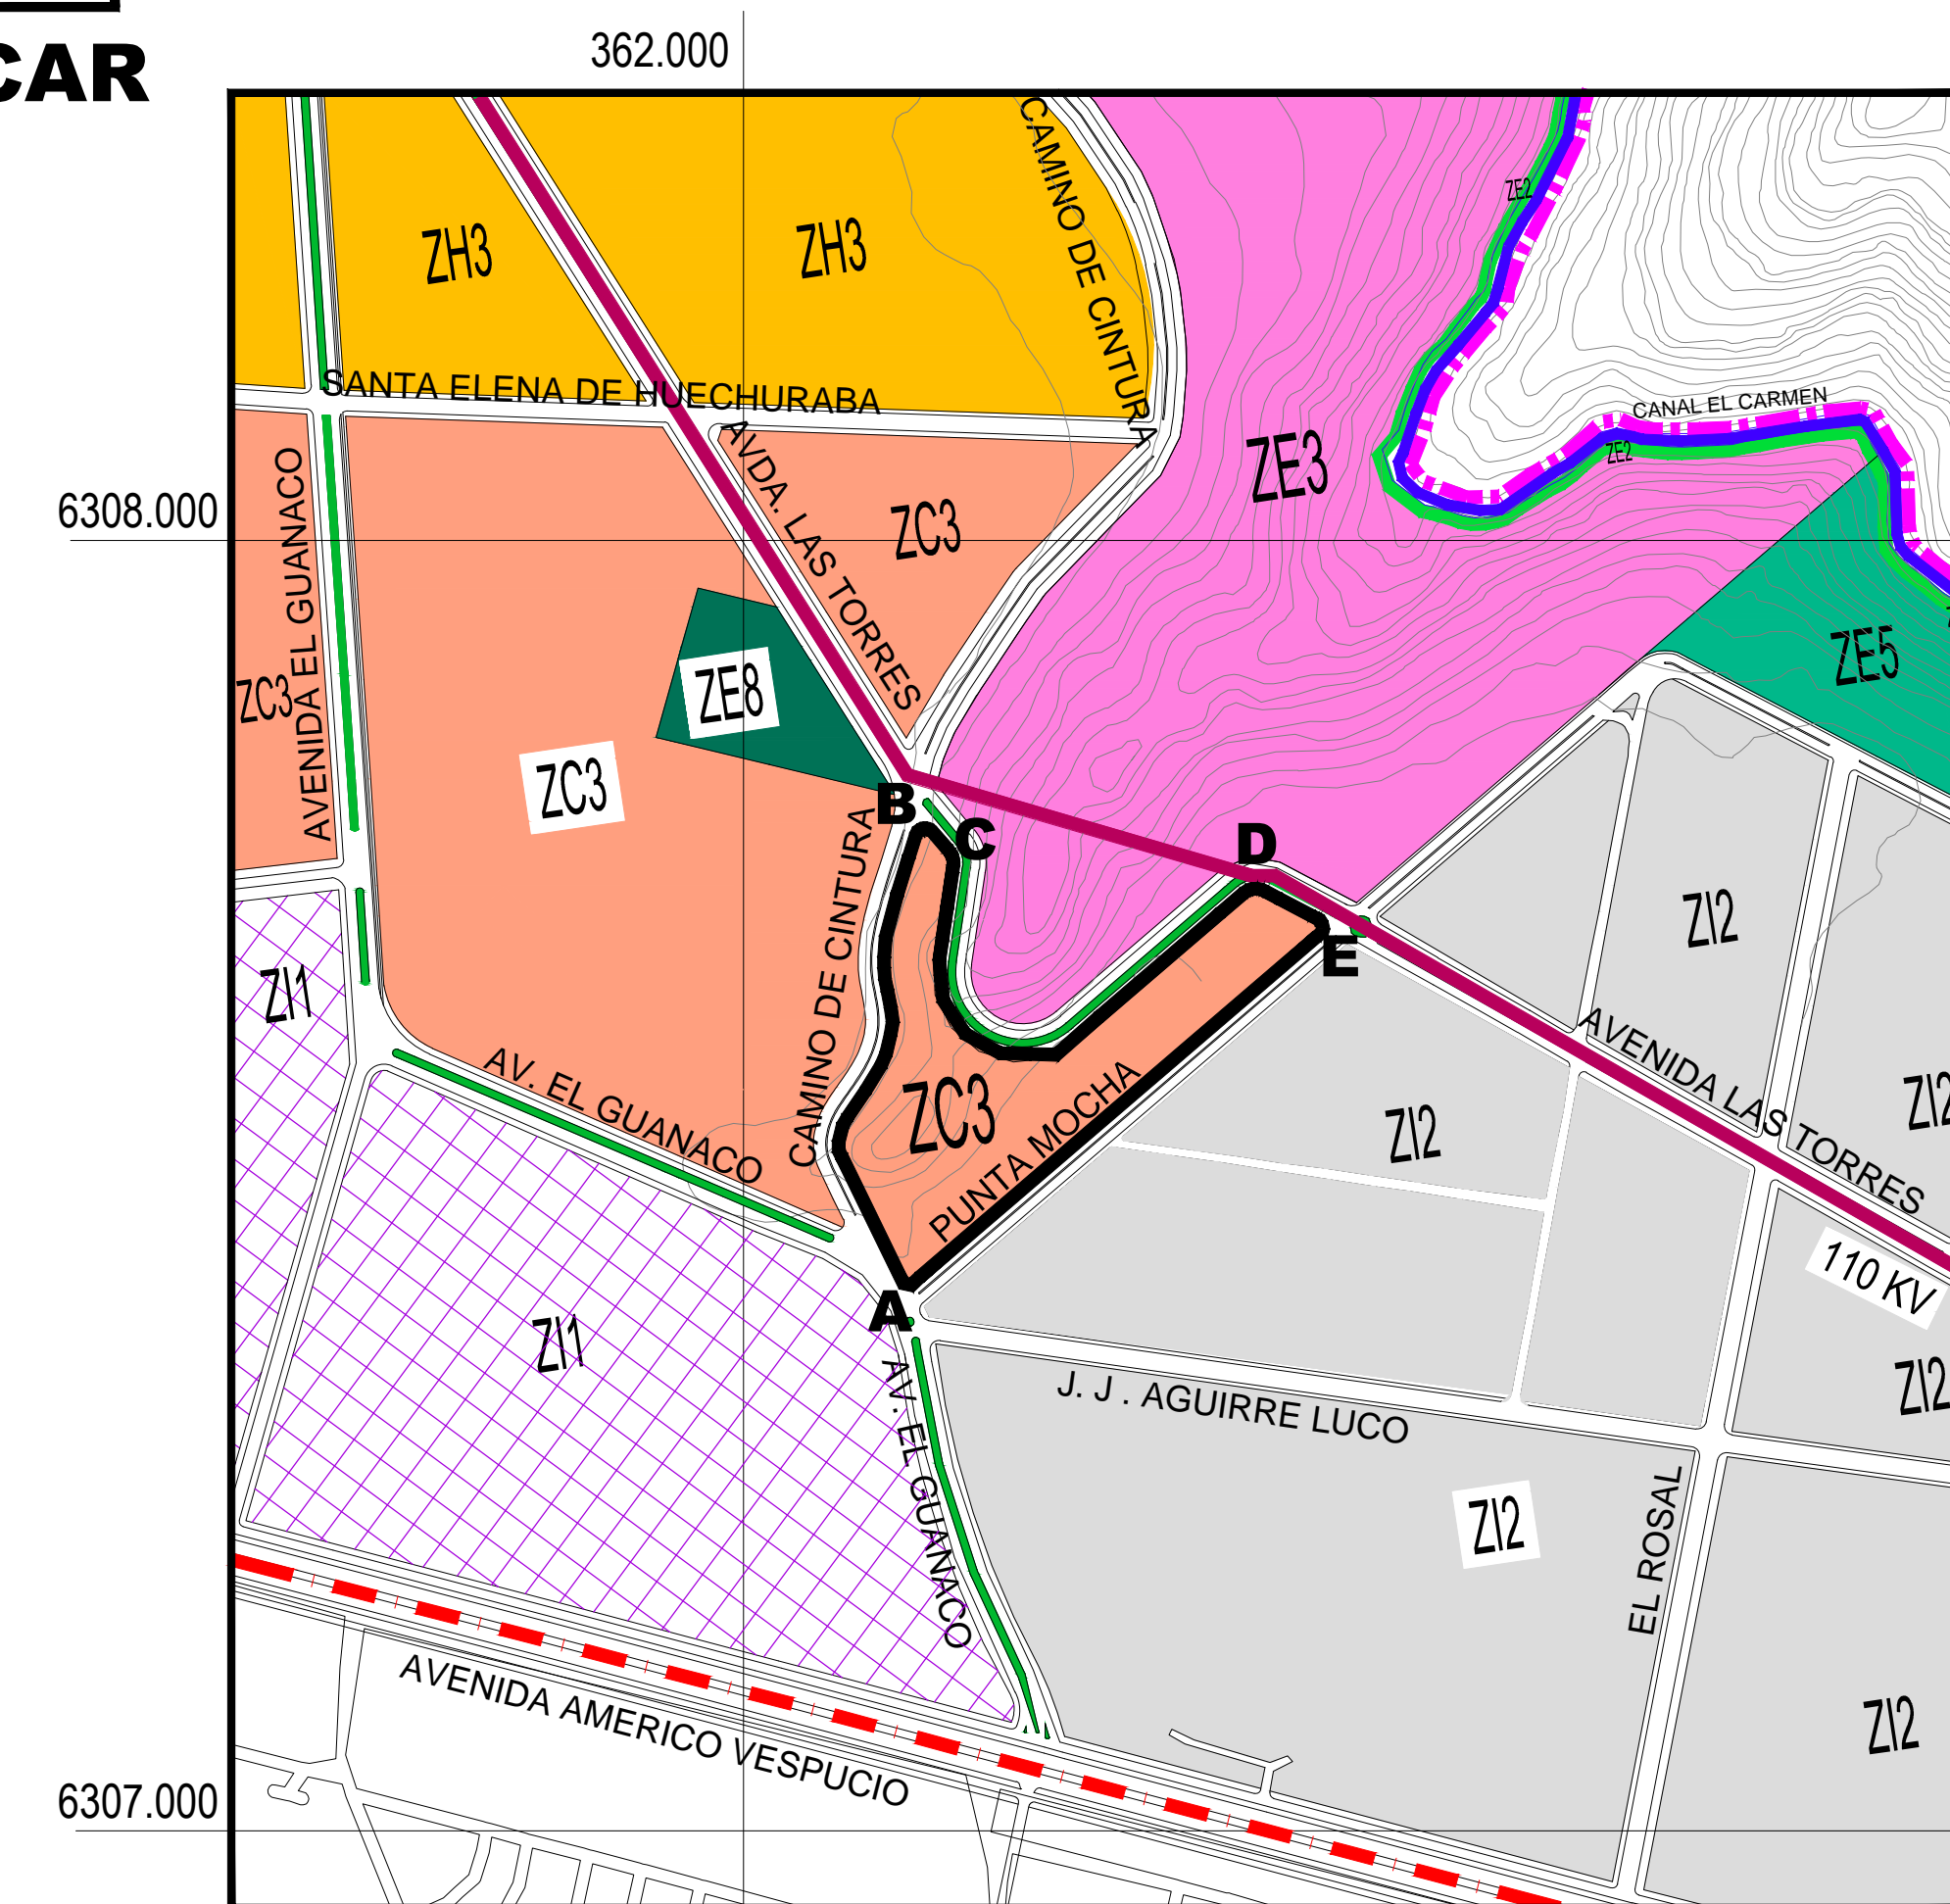 CAR
362.000
CAMINO DE CINTURA
ZE2
ZH3
ZH3
SANTA ELENA DE HUECHURABA
CANAL EL CARMEN
ZE2
ZE3
6308.000
AVENIDA EL GUANACO
AVDA. LAS TORRES
ZC3
ZE5
ZC3
ZE8
ZC3
B
C
D
E
CAMINO DE CINTURA
ZI2
ZI1
AV. EL GUANACO
ZC3
PUNTA MOCHA
ZI2
AVENIDA LAS TORRES
ZI2
110 KV
A
ZI1
AV. EL GUANACO
J. J . AGUIRRE LUCO
ZI2
ZI2
EL ROSAL
AVENIDA AMERICO VESPUCIO
ZI2
6307.000